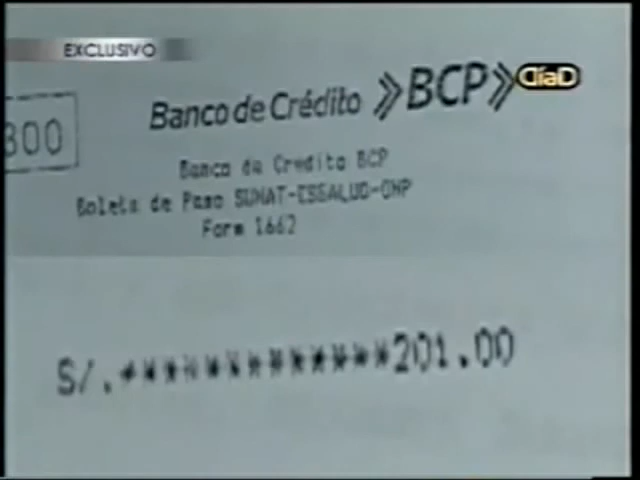 EXCLUSIVO
DíaD
Banco de Crédito BCP
300
Banco de Credito BCP
Boleta de Pago SUNAT-ESSALUD-ONP
Form 1662
S/.*************201.00